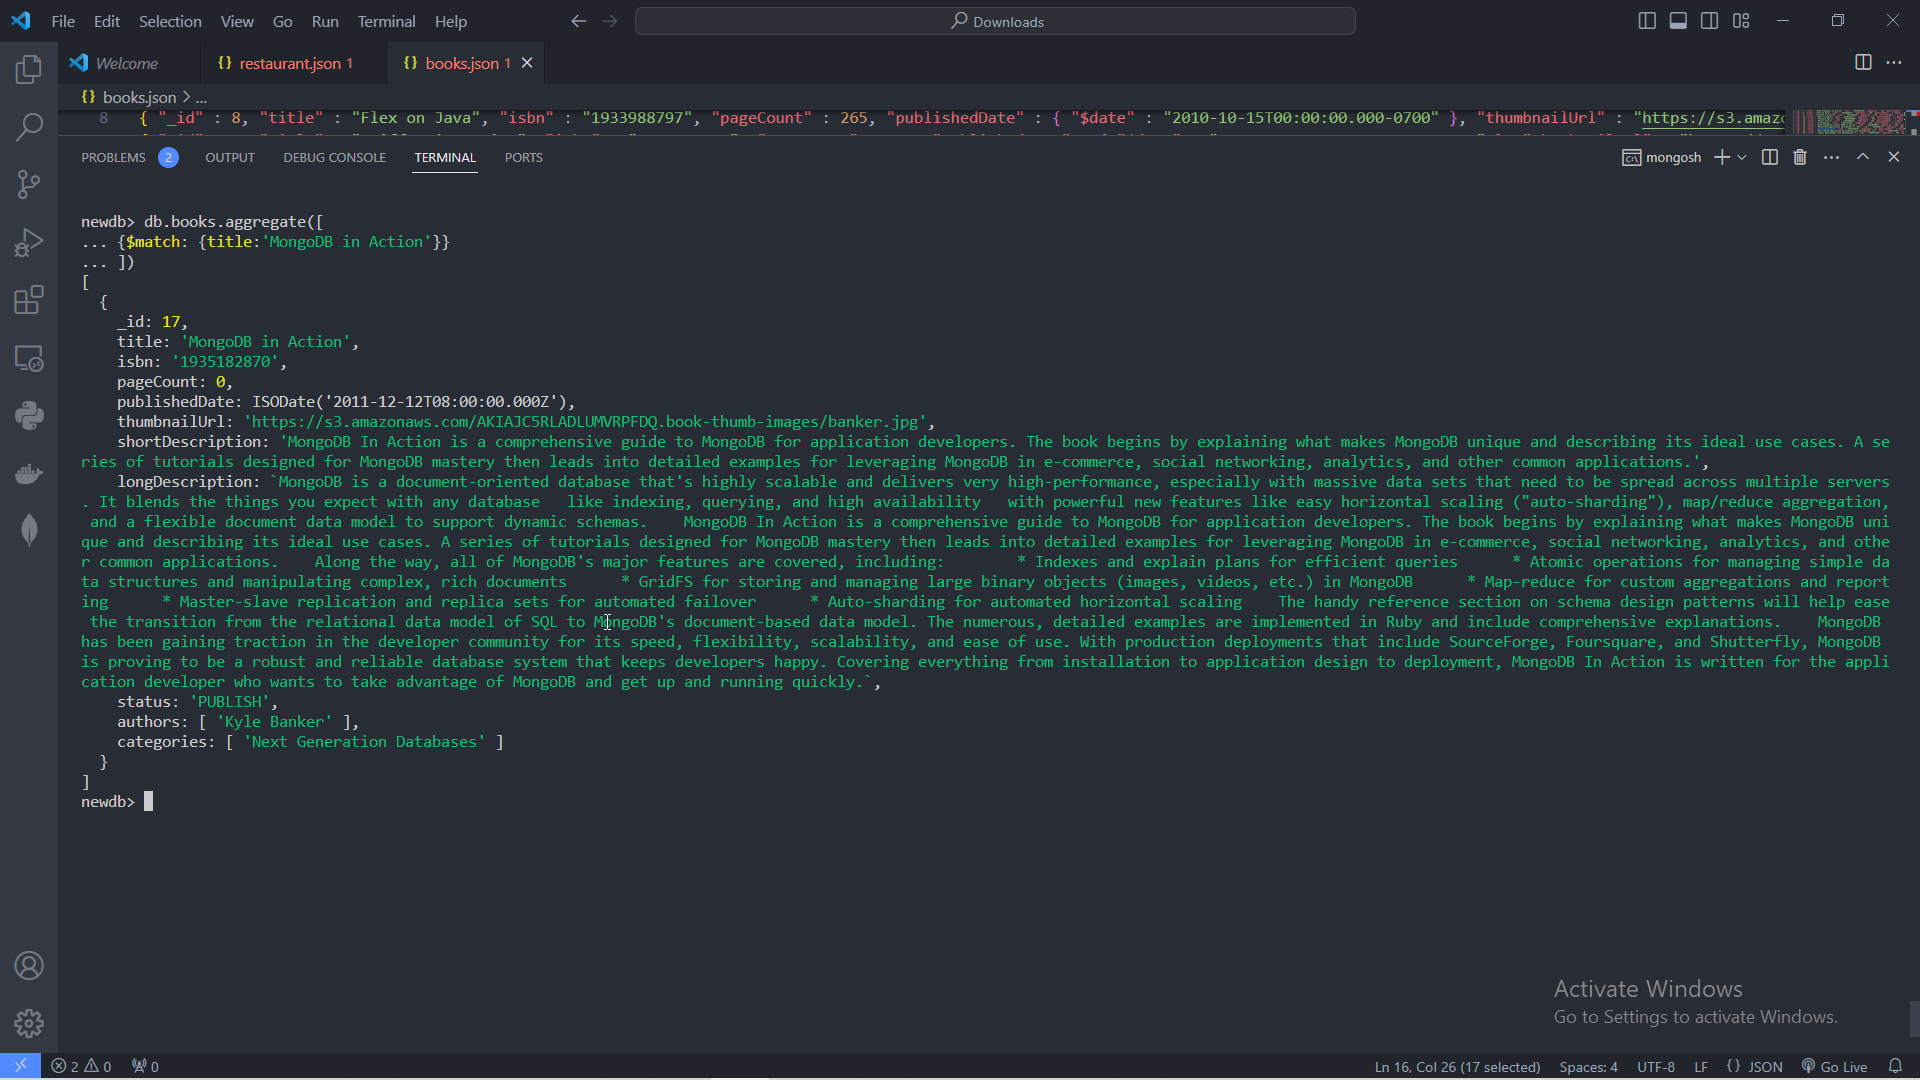 File Edit Selection View Go Run Terminal Help
Downloads
Welcome
{} restaurant.json 1
{} books.json 1
{} books.json > ...
8 { "_id" : 8, "title" : "Flex on Java", "isbn" : "1933988797", "pageCount" : 265, "publishedDate" : { "$date" : "2010-10-15T00:00:00.000-0700" }, "thumbnailUrl" : "https://s3.amaz
PROBLEMS 2 OUTPUT DEBUG CONSOLE TERMINAL PORTS
mongosh
newdb> db.books.aggregate([
... {$match: {title:'MongoDB in Action'}}
... ])
[
{
_id: 17,
title: 'MongoDB in Action',
isbn: '1935182870',
pageCount: 0,
publishedDate: ISODate('2011-12-12T08:00:00.000Z'),
thumbnailUrl: 'https://s3.amazonaws.com/AKIAJC5RLADLUMVRPFDQ.book-thumb-images/banker.jpg',
shortDescription: 'MongoDB In Action is a comprehensive guide to MongoDB for application developers. The book begins by explaining what makes MongoDB unique and describing its ideal use cases. A se
ries of tutorials designed for MongoDB mastery then leads into detailed examples for leveraging MongoDB in e-commerce, social networking, analytics, and other common applications.',
longDescription: `MongoDB is a document-oriented database that's highly scalable and delivers very high-performance, especially with massive data sets that need to be spread across multiple servers
. It blends the things you expect with any database   like indexing, querying, and high availability   with powerful new features like easy horizontal scaling ("auto-sharding"), map/reduce aggregation,
and a flexible document data model to support dynamic schemas.    MongoDB In Action is a comprehensive guide to MongoDB for application developers. The book begins by explaining what makes MongoDB uni
que and describing its ideal use cases. A series of tutorials designed for MongoDB mastery then leads into detailed examples for leveraging MongoDB in e-commerce, social networking, analytics, and othe
r common applications.    Along the way, all of MongoDB's major features are covered, including:        * Indexes and explain plans for efficient queries      * Atomic operations for managing simple da
ta structures and manipulating complex, rich documents      * GridFS for storing and managing large binary objects (images, videos, etc.) in MongoDB      * Map-reduce for custom aggregations and report
ing      * Master-slave replication and replica sets for automated failover      * Auto-sharding for automated horizontal scaling    The handy reference section on schema design patterns will help ease
the transition from the relational data model of SQL to MongoDB's document-based data model. The numerous, detailed examples are implemented in Ruby and include comprehensive explanations.    MongoDB
has been gaining traction in the developer community for its speed, flexibility, scalability, and ease of use. With production deployments that include SourceForge, Foursquare, and Shutterfly, MongoDB
is proving to be a robust and reliable database system that keeps developers happy. Covering everything from installation to application design to deployment, MongoDB In Action is written for the appli
cation developer who wants to take advantage of MongoDB and get up and running quickly.`,
status: 'PUBLISH',
authors: [ 'Kyle Banker' ],
categories: [ 'Next Generation Databases' ]
}
]
newdb>
Activate Windows
Go to Settings to activate Windows.
2 0 0 Ln 16, Col 26 (17 selected) Spaces: 4 UTF-8 LF {} JSON Go Live